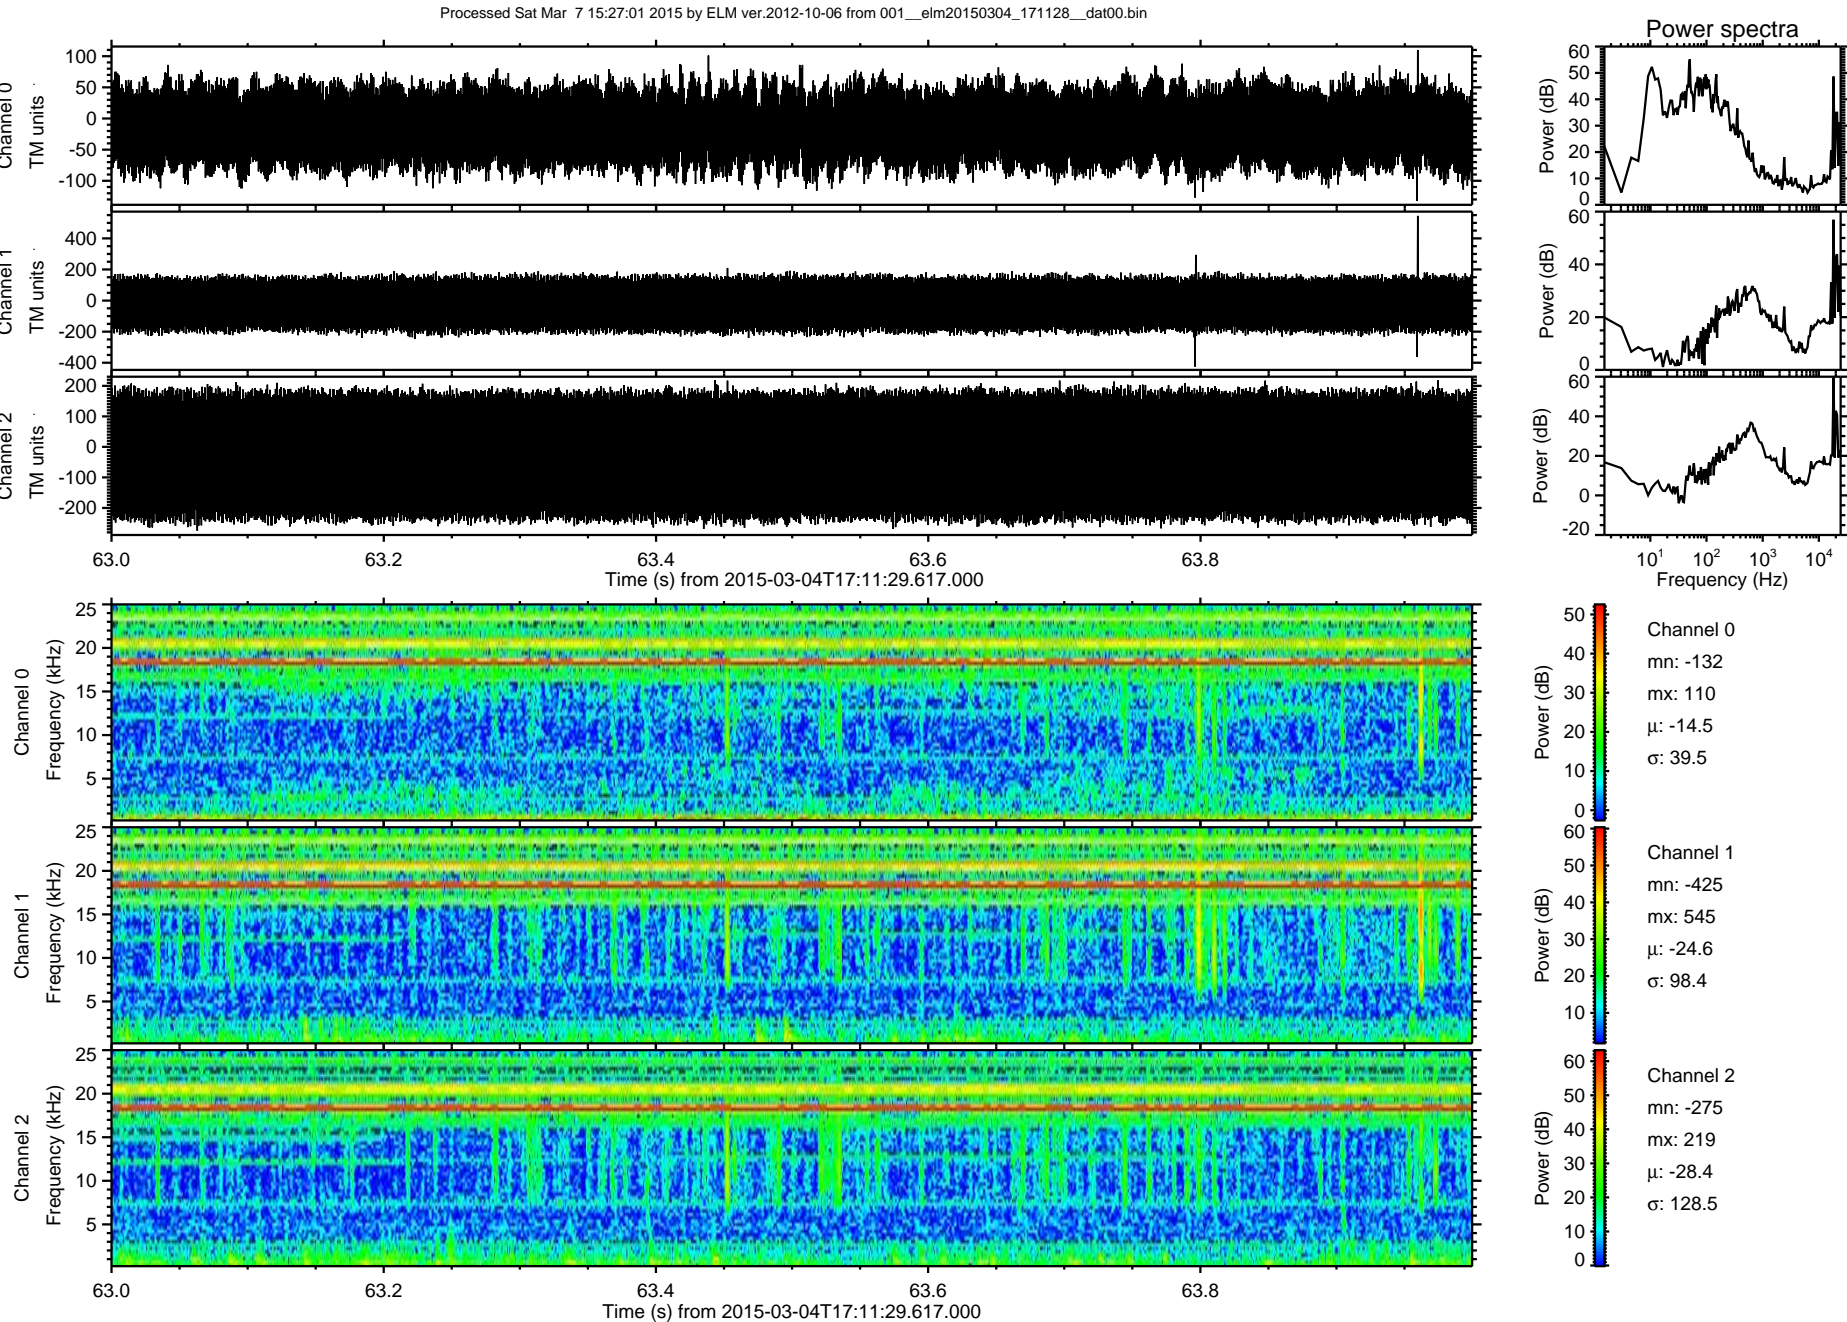 Processed Sat Mar 7 15:27:01 2015 by ELM ver.2012-10-06 from 001__elm20150304_171128__dat00.bin
Power spectra
Channel 0
TM units
100
50
0
-50
-100
Power (dB)
60
50
40
30
20
10
0
Channel 1
TM units
400
200
0
-200
-400
Power (dB)
60
40
20
0
Channel 2
TM units
200
100
0
-100
-200
Power (dB)
60
40
20
0
-20
63.0 63.2 63.4 63.6 63.8
Time (s) from 2015-03-04T17:11:29.617.000
10^1 10^2 10^3 10^4
Frequency (Hz)
Channel 0
Frequency (kHz)
25
20
15
10
5
Power (dB)
50
40
30
20
10
0
Channel 0
mn: -132
mx: 110
μ: -14.5
σ: 39.5
Channel 1
Frequency (kHz)
25
20
15
10
5
Power (dB)
60
50
40
30
20
10
Channel 1
mn: -425
mx: 545
μ: -24.6
σ: 98.4
Channel 2
Frequency (kHz)
25
20
15
10
5
Power (dB)
60
50
40
30
20
10
0
Channel 2
mn: -275
mx: 219
μ: -28.4
σ: 128.5
63.0 63.2 63.4 63.6 63.8
Time (s) from 2015-03-04T17:11:29.617.000